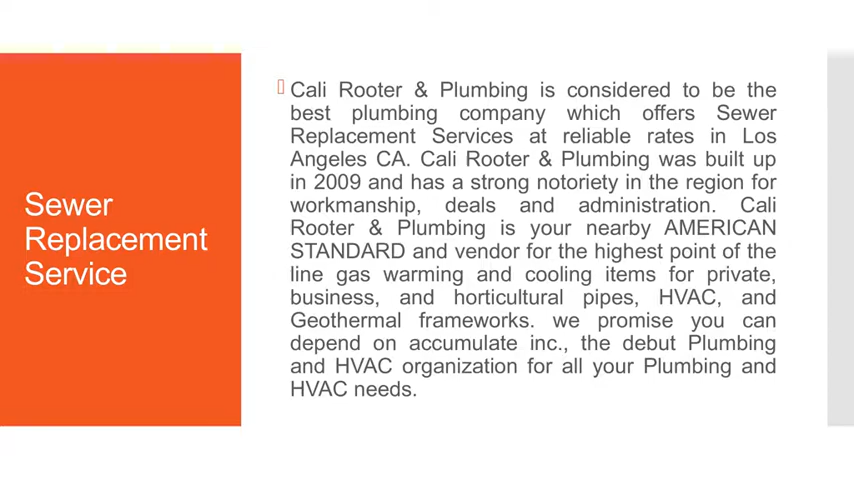 Sewer
Replacement
Service
Cali Rooter & Plumbing is considered to be the
best plumbing company which offers Sewer
Replacement Services at reliable rates in Los
Angeles CA. Cali Rooter & Plumbing was built up
in 2009 and has a strong notoriety in the region for
workmanship, deals and administration. Cali
Rooter & Plumbing is your nearby AMERICAN
STANDARD and vendor for the highest point of the
line gas warming and cooling items for private,
business, and horticultural pipes, HVAC, and
Geothermal frameworks. we promise you can
depend on accumulate inc., the debut Plumbing
and HVAC organization for all your Plumbing and
HVAC needs.